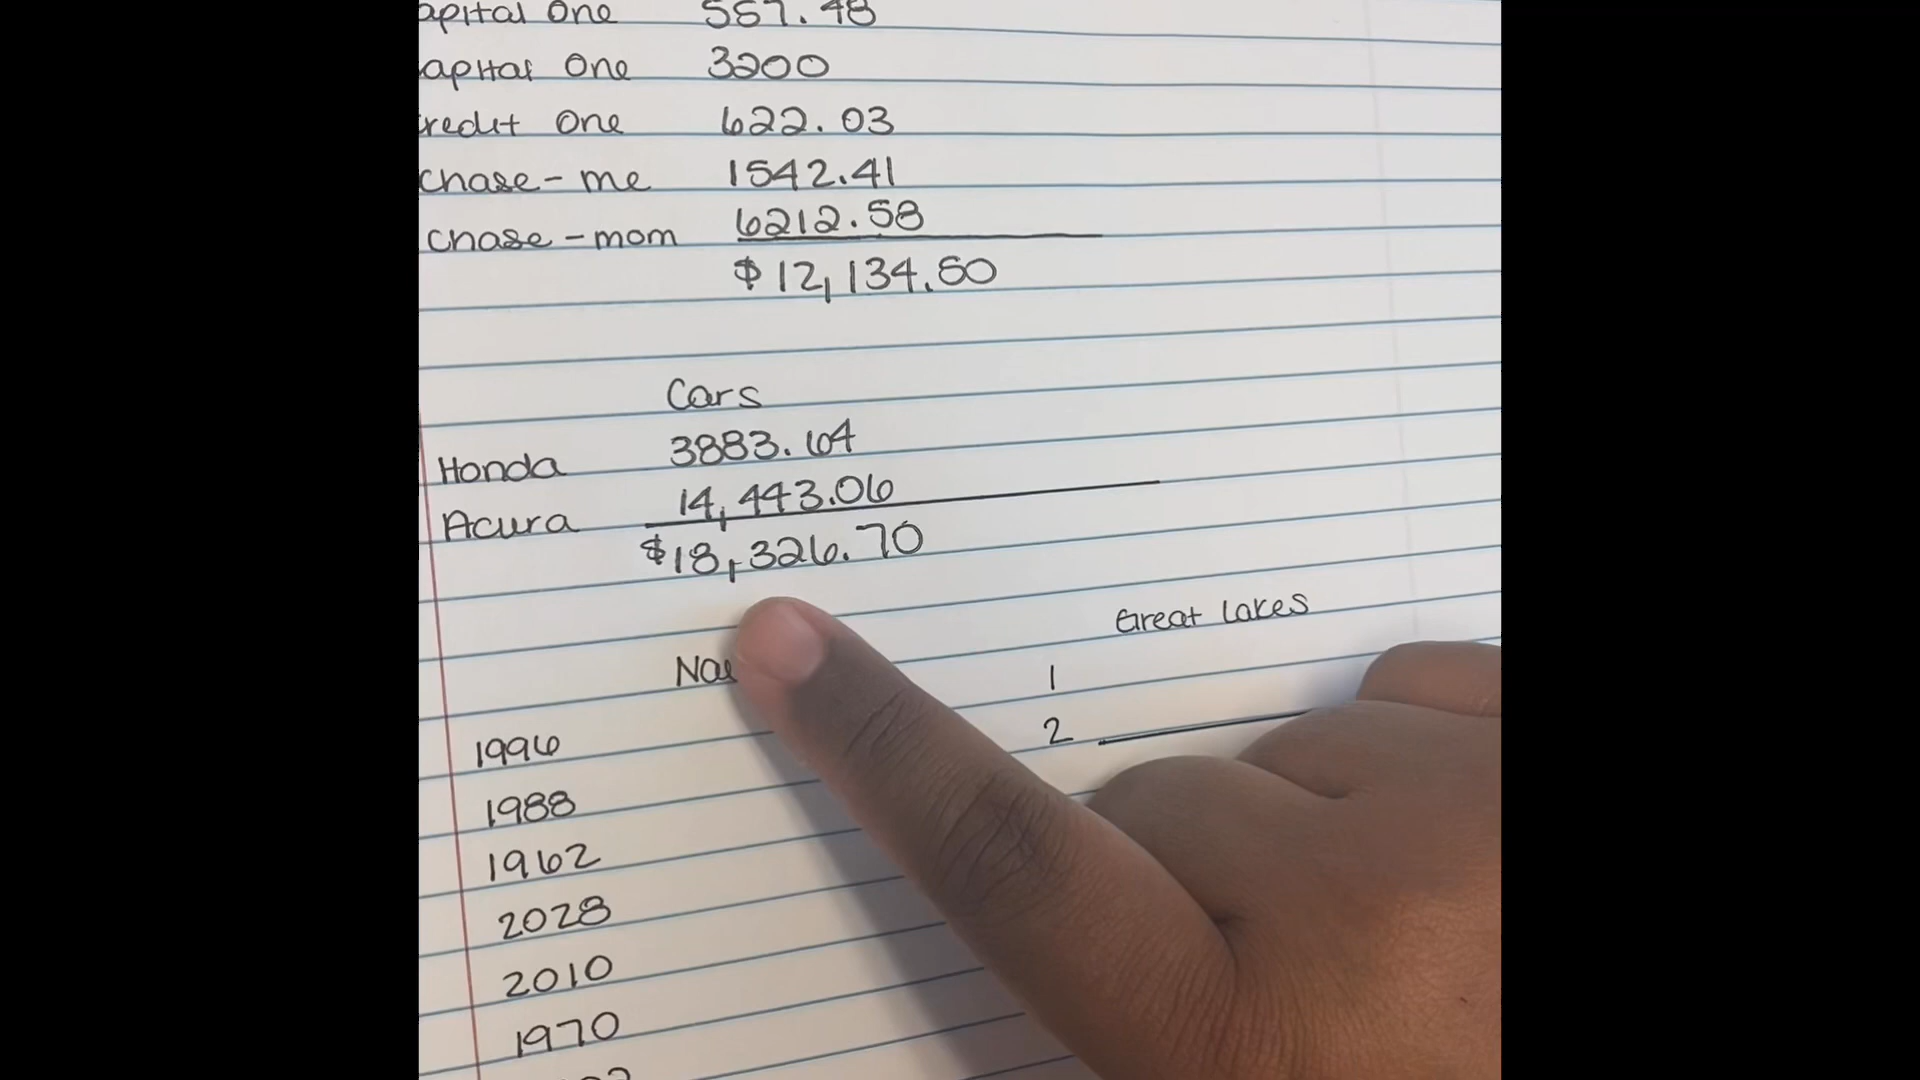 apital One 557.48
apital One 3200
redit One 622.03
Chase - me 1542.41
Chase - mom 6212.58
$12,134.50
Cars
Honda 3883.64
Acura 14,443.06
$18,326.70
Great Lakes
1
1996
2
1988
1962
2028
2010
1970